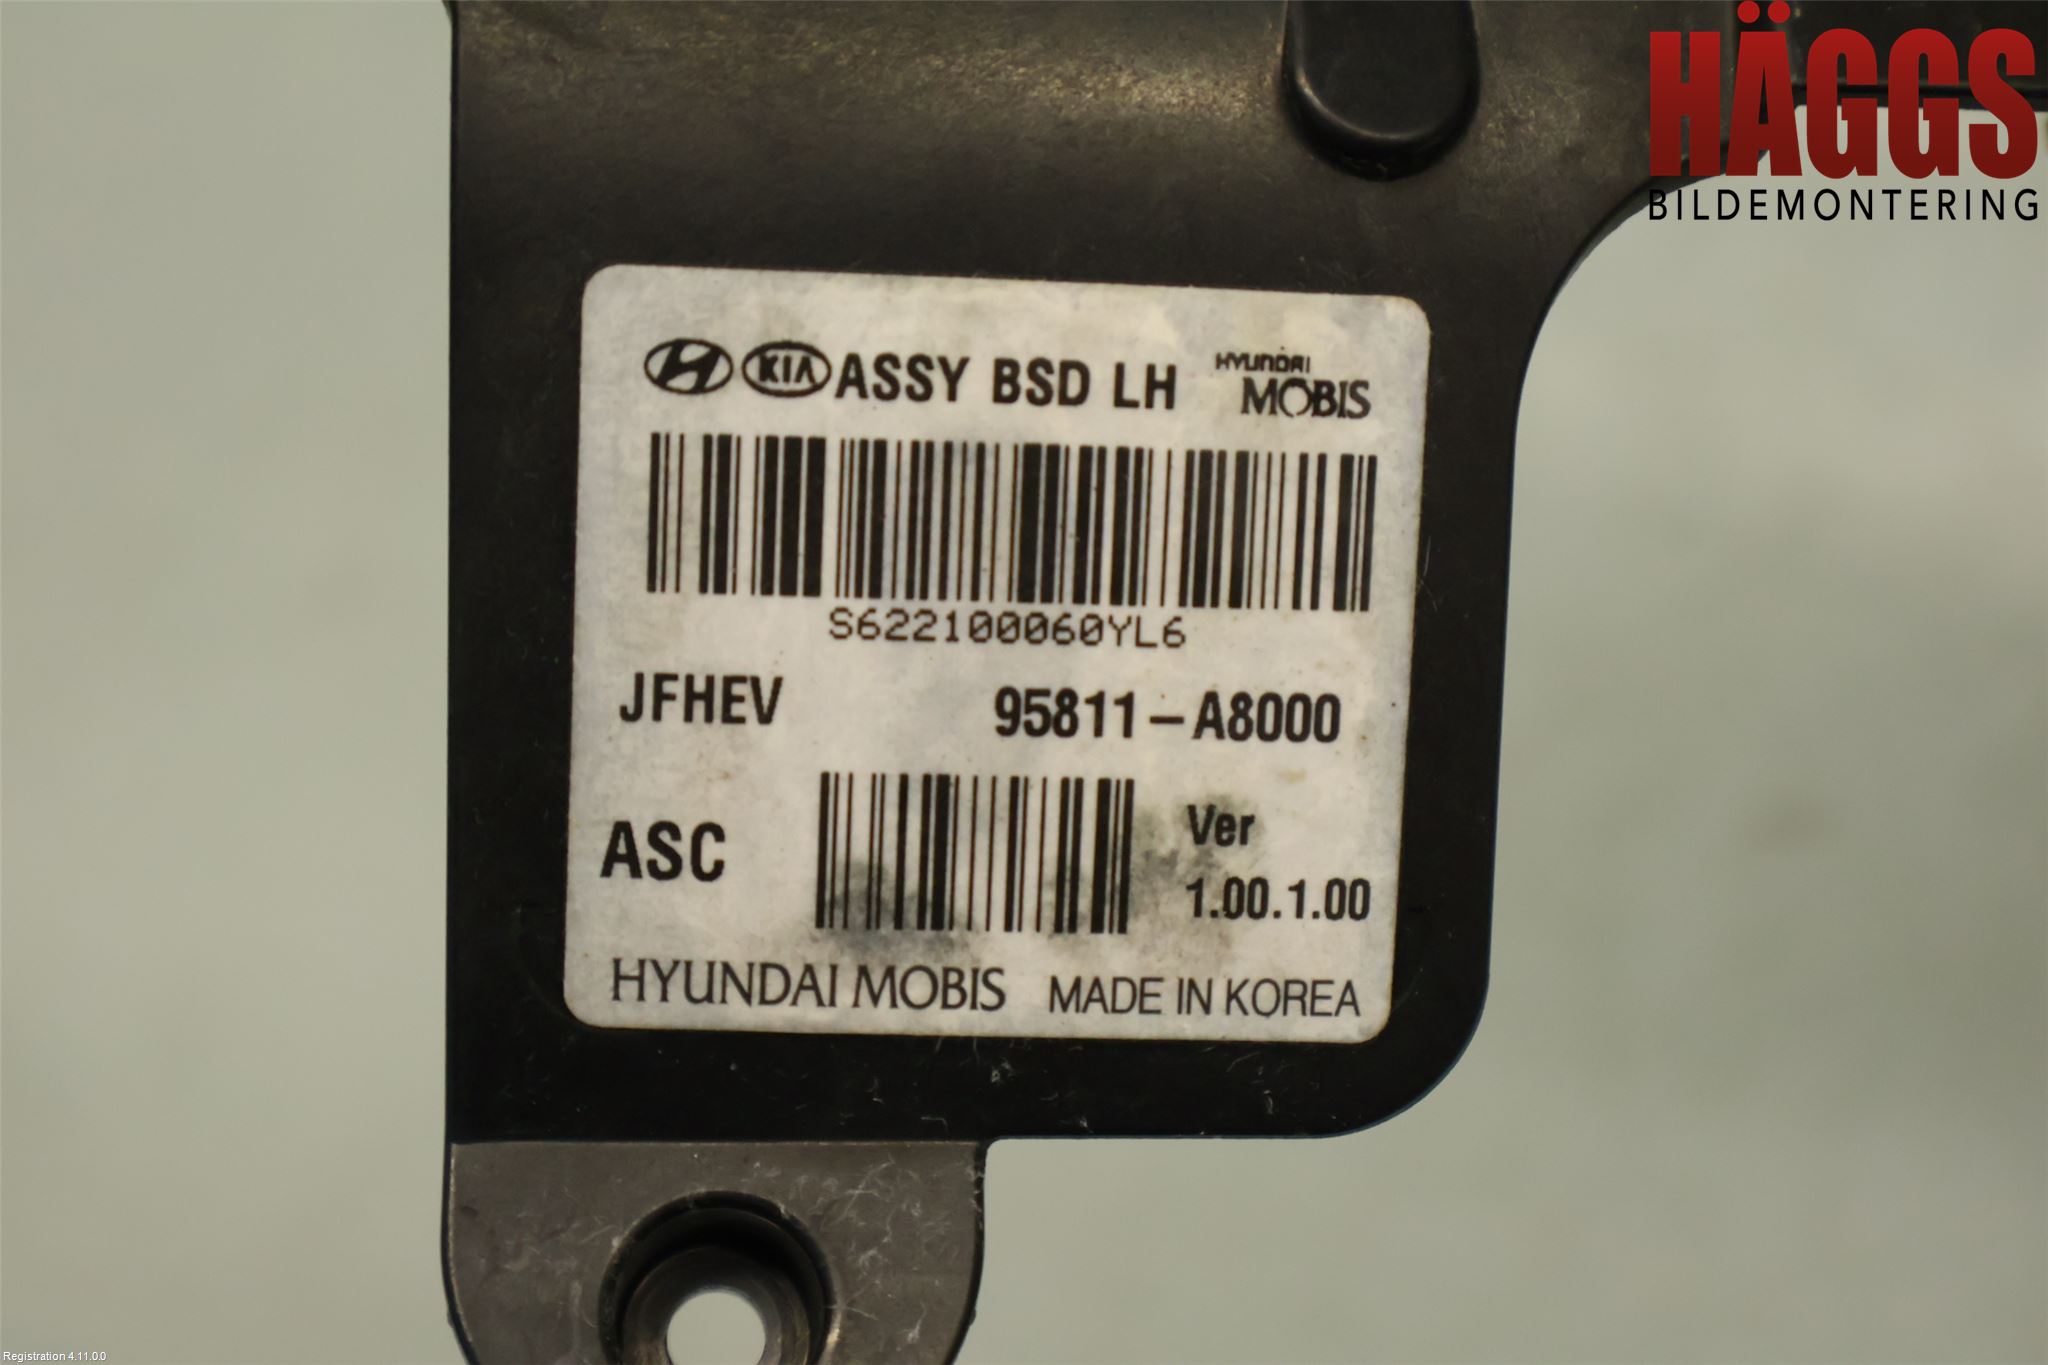 HÄGGS
BILDEMONTERING
KIA ASSY BSD LH HYUNDAI MOBIS
S622100060YL6
JFHEV 95811-A8000
ASC Ver
1.00.1.00
HYUNDAI MOBIS MADE IN KOREA
Registration 4.11.0.0